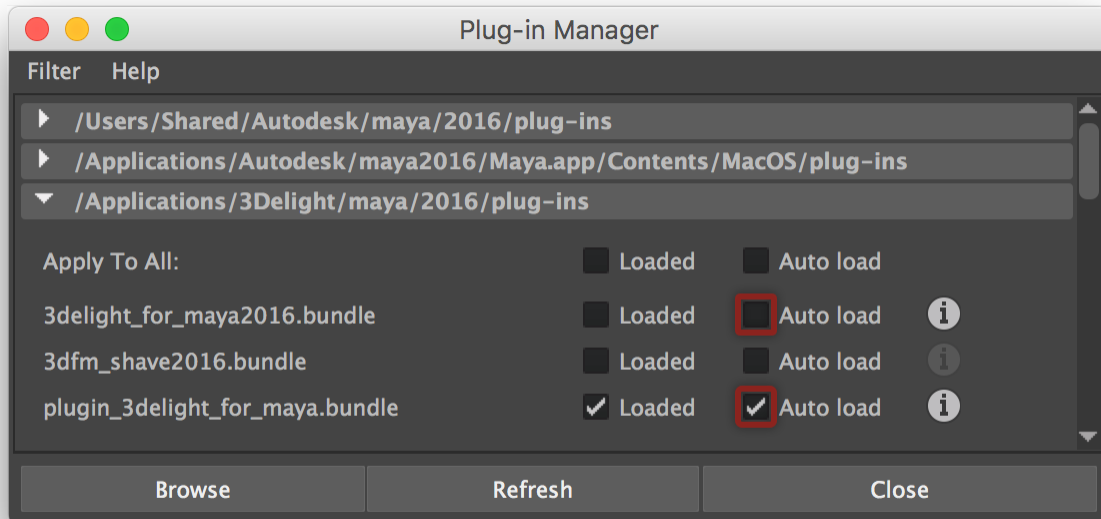 Plug-in Manager
Filter Help
/Users/Shared/Autodesk/maya/2016/plug-ins
/Applications/Autodesk/maya2016/Maya.app/Contents/MacOS/plug-ins
/Applications/3Delight/maya/2016/plug-ins
Apply To All: Loaded Auto load
3delight_for_maya2016.bundle Loaded Auto load i
3dfm_shave2016.bundle Loaded Auto load i
plugin_3delight_for_maya.bundle Loaded Auto load i
Browse Refresh Close